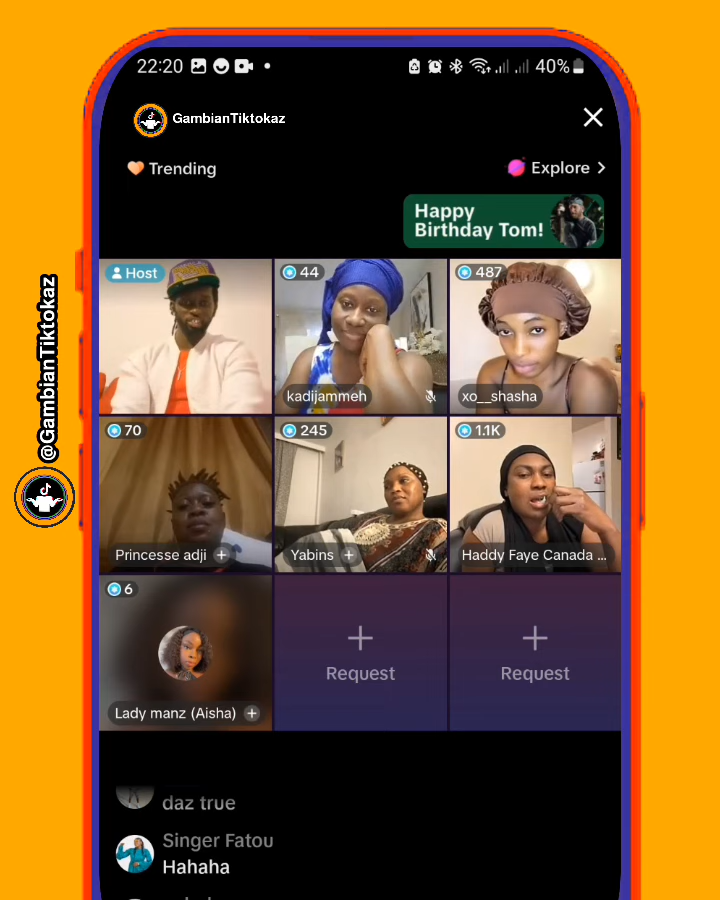 22:20
40%
GambianTiktokaz
Trending
Explore
Happy
Birthday Tom!
Host
44
487
kadijammeh
xo__shasha
70
245
1.1K
Princesse adji
Yabins
Haddy Faye Canada ...
6
Request
Request
Lady manz (Aisha)
daz true
Singer Fatou
Hahaha
@GambianTiktokaz